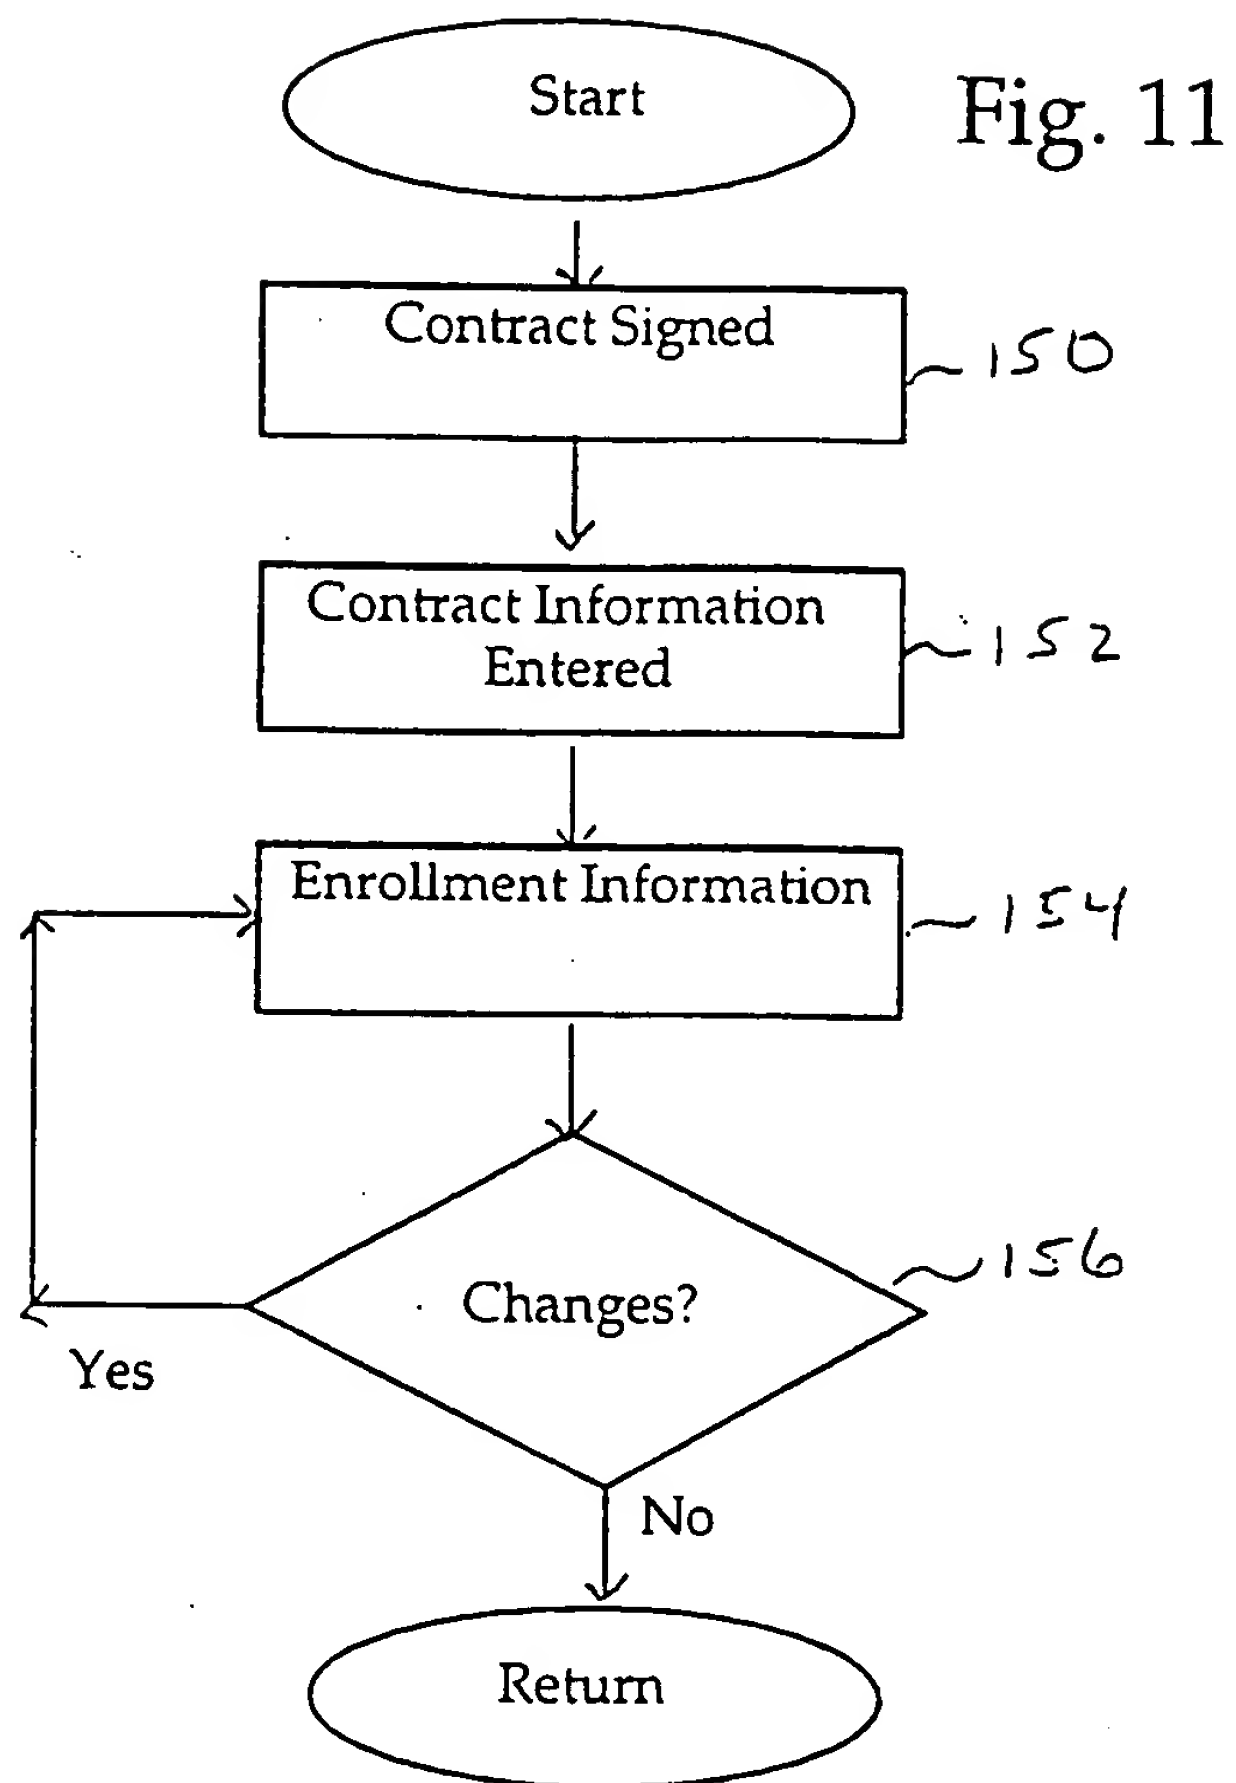 Start
Fig. 11
Contract Signed
150
Contract Information
Entered
152
Enrollment Information
154
Changes?
156
Yes
No
Return